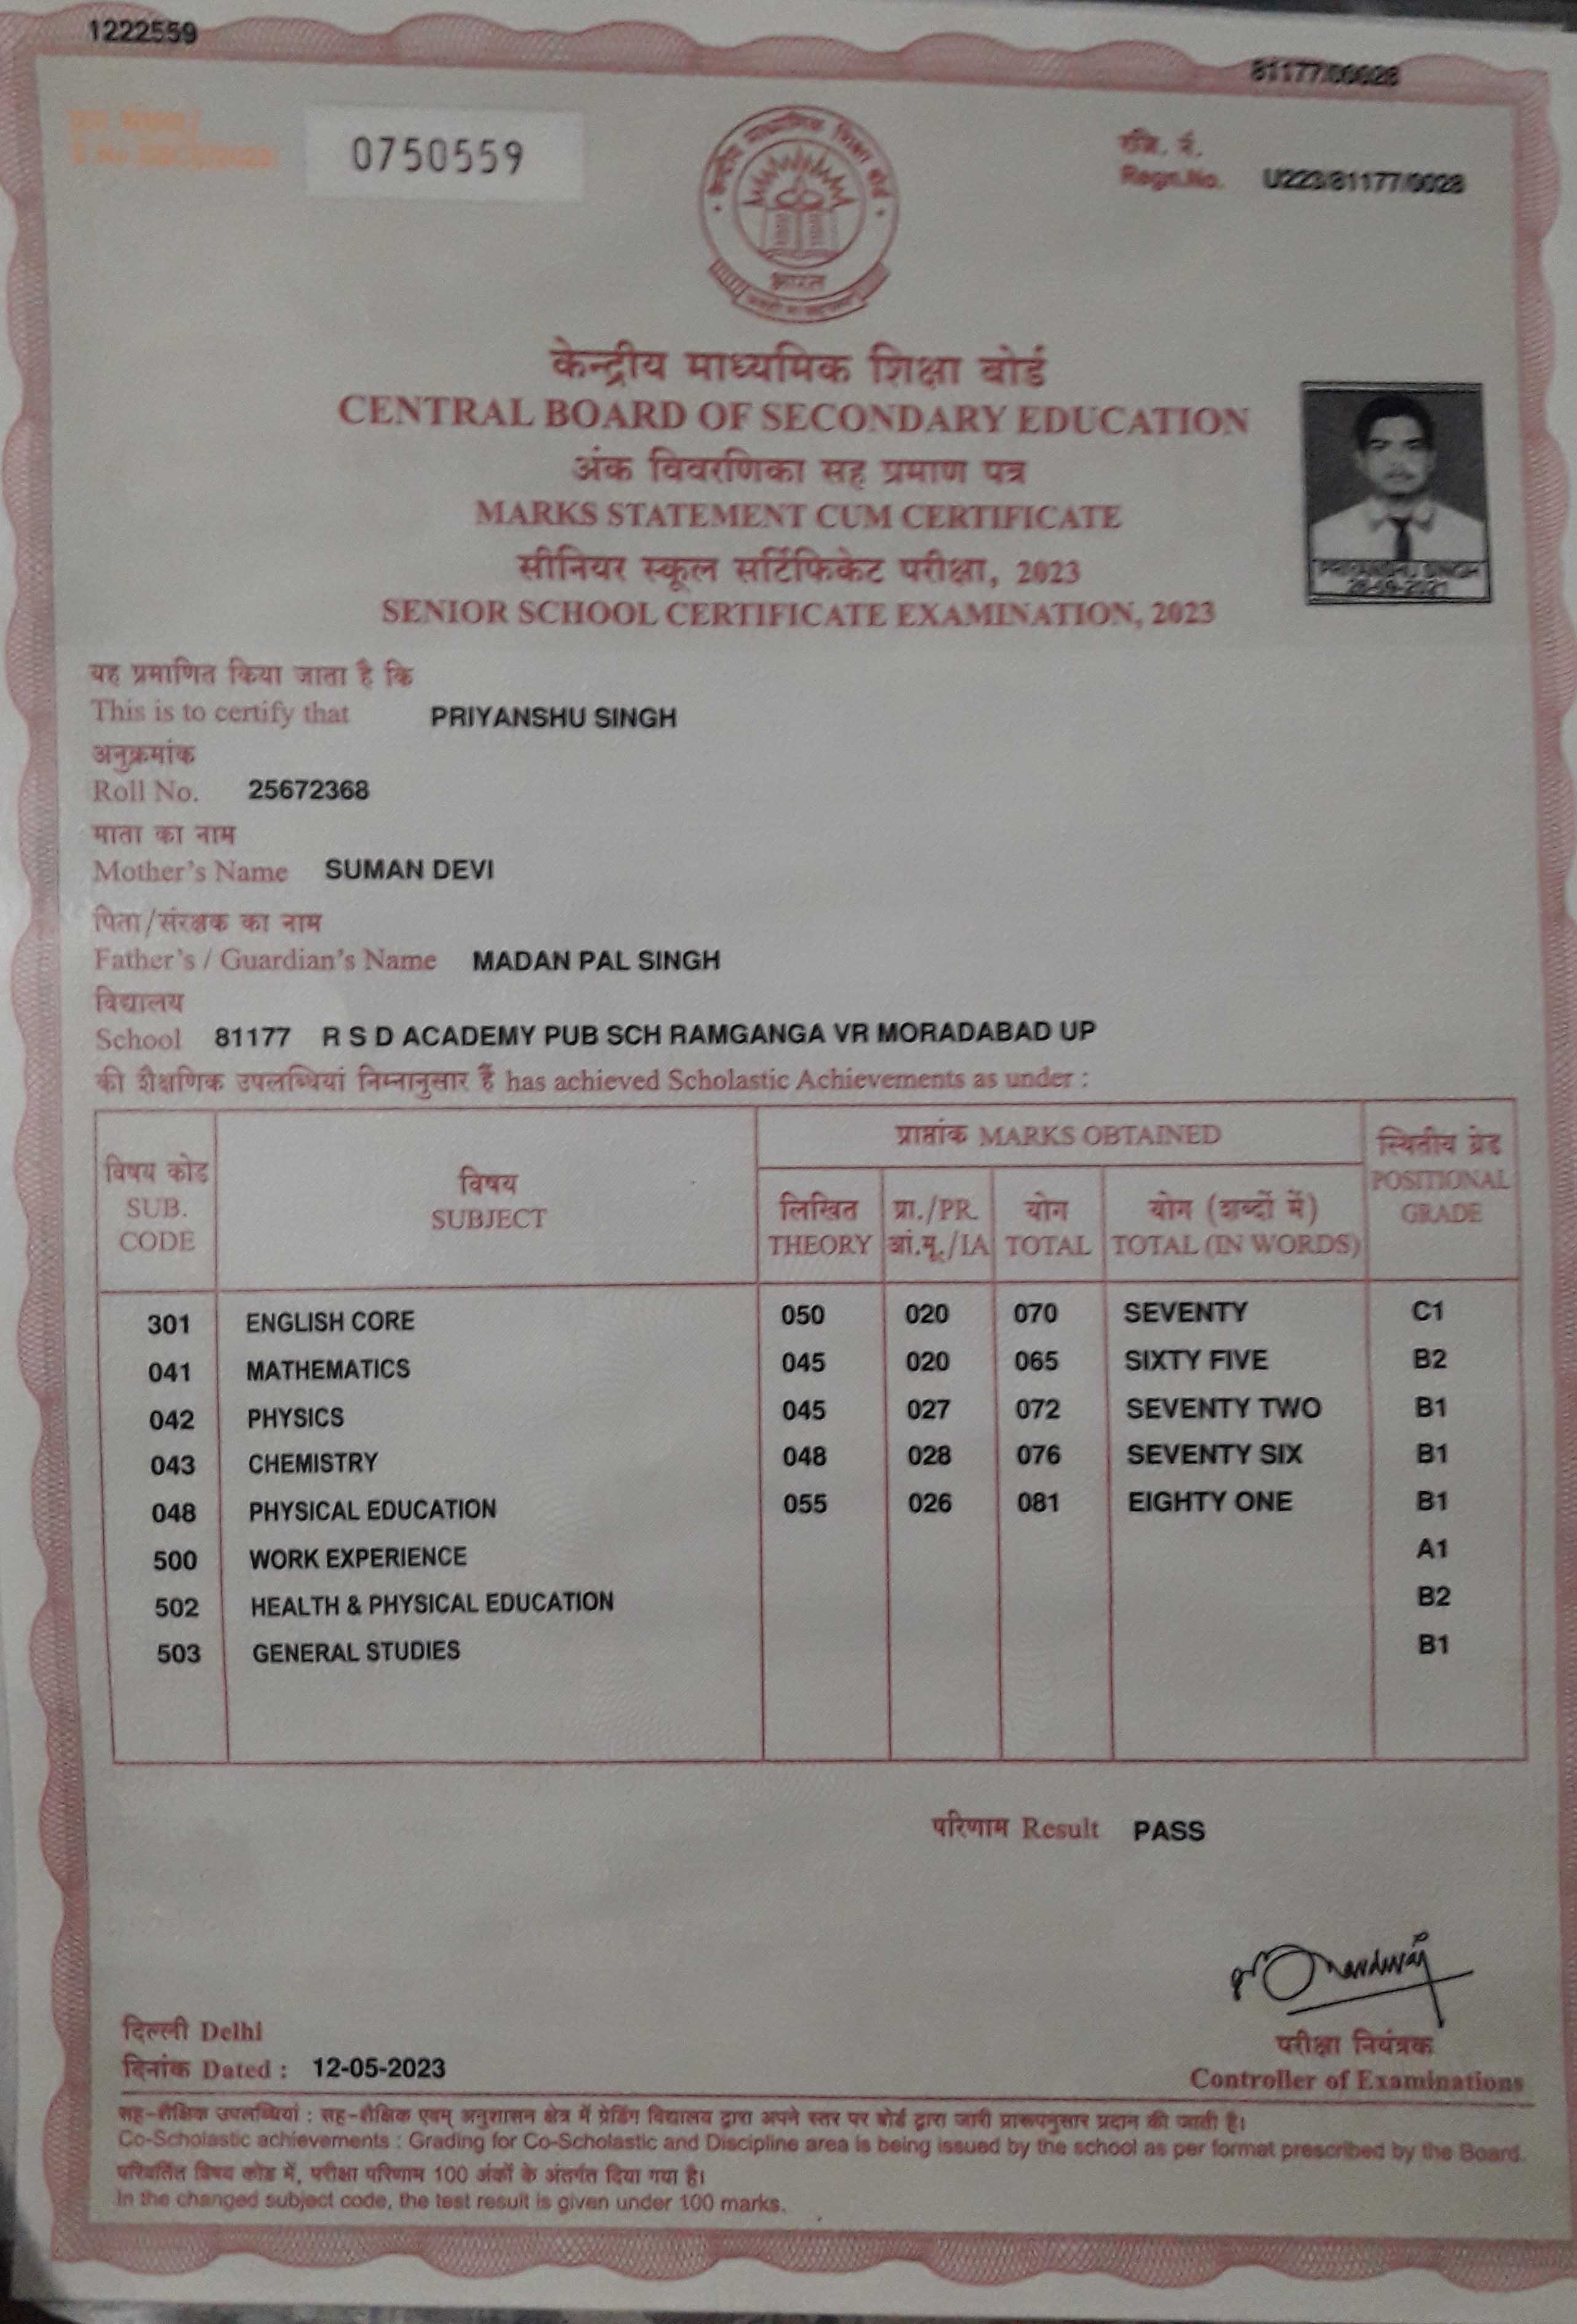 1222559
81177/00028
0750559
रजि. नं.
Regn.No. U223/81177/0028
केन्द्रीय माध्यमिक शिक्षा बोर्ड
भारत
केन्द्रीय माध्यमिक शिक्षा बोर्ड
CENTRAL BOARD OF SECONDARY EDUCATION
अंक विवरणिका सह प्रमाण पत्र
MARKS STATEMENT CUM CERTIFICATE
सीनियर स्कूल सर्टिफिकेट परीक्षा, 2023
SENIOR SCHOOL CERTIFICATE EXAMINATION, 2023
PRIYANSHU SINGH
यह प्रमाणित किया जाता है कि
This is to certify that PRIYANSHU SINGH
अनुक्रमांक
Roll No. 25672368
माता का नाम
Mother's Name SUMAN DEVI
पिता/संरक्षक का नाम
Father's / Guardian's Name MADAN PAL SINGH
विद्यालय
School 81177 R S D ACADEMY PUB SCH RAMGANGA VR MORADABAD UP
की शैक्षणिक उपलब्धियां निम्नानुसार हैं has achieved Scholastic Achievements as under :
विषय कोड SUB. CODE
विषय SUBJECT
प्राप्तांक MARKS OBTAINED
लिखित THEORY
प्रा./PR. आं.मू./IA
योग TOTAL
योग (शब्दों में) TOTAL (IN WORDS)
स्थितीय ग्रेड POSITIONAL GRADE
301 ENGLISH CORE 050 020 070 SEVENTY C1
041 MATHEMATICS 045 020 065 SIXTY FIVE B2
042 PHYSICS 045 027 072 SEVENTY TWO B1
043 CHEMISTRY 048 028 076 SEVENTY SIX B1
048 PHYSICAL EDUCATION 055 026 081 EIGHTY ONE B1
500 WORK EXPERIENCE A1
502 HEALTH & PHYSICAL EDUCATION B2
503 GENERAL STUDIES B1
परिणाम Result PASS
दिल्ली Delhi
दिनांक Dated : 12-05-2023
परीक्षा नियंत्रक
Controller of Examinations
सह-शैक्षिक उपलब्धियां : सह-शैक्षिक एवम् अनुशासन क्षेत्र में ग्रेडिंग विद्यालय द्वारा अपने स्तर पर बोर्ड द्वारा जारी प्रारूपनुसार प्रदान की जाती है।
Co-Scholastic achievements : Grading for Co-Scholastic and Discipline area is being issued by the school as per format prescribed by the Board.
परिवर्तित विषय कोड में, परीक्षा परिणाम 100 अंकों के अंतर्गत दिया गया है।
In the changed subject code, the test result is given under 100 marks.